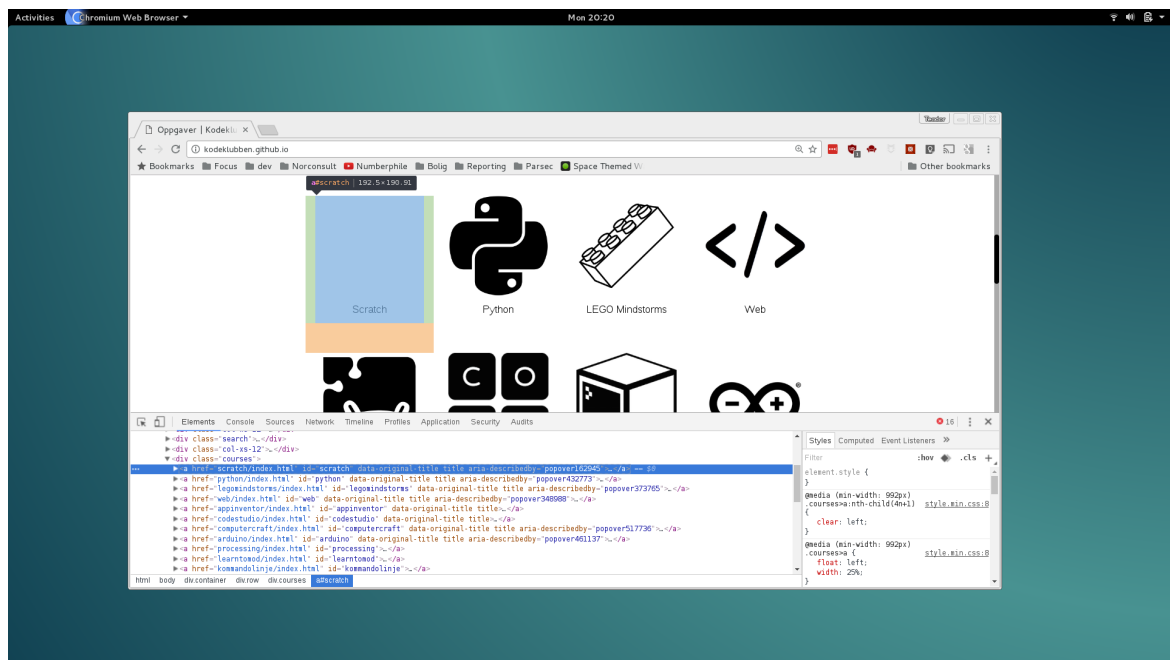 Activities Chromium Web Browser Mon 20:20
Oppgaver | Kodeklu
kodeklubben.github.io
Bookmarks Focus dev Norconsult Numberphile Bolig Reporting Parsec Space Themed W Other bookmarks
a#scratch | 192.5×190.91
Scratch Python LEGO Mindstorms Web
C O
Elements Console Sources Network Timeline Profiles Application Security Audits 16
<div class="search">…</div>
<div class="col-xs-12">…</div>
<div class="courses">
<a href="scratch/index.html" id="scratch" data-original-title title aria-describedby="popover162945">…</a> == $0
<a href="python/index.html" id="python" data-original-title title aria-describedby="popover432773">…</a>
<a href="legomindstorms/index.html" id="legomindstorms" data-original-title title aria-describedby="popover373765">…</a>
<a href="web/index.html" id="web" data-original-title title aria-describedby="popover348988">…</a>
<a href="appinventor/index.html" id="appinventor" data-original-title title>…</a>
<a href="codestudio/index.html" id="codestudio" data-original-title title>…</a>
<a href="computercraft/index.html" id="computercraft" data-original-title title aria-describedby="popover517736">…</a>
<a href="arduino/index.html" id="arduino" data-original-title title aria-describedby="popover461137">…</a>
<a href="processing/index.html" id="processing">…</a>
<a href="learntomod/index.html" id="learntomod">…</a>
<a href="kommandolinje/index.html" id="kommandolinje">…</a>
html body div.container div.row div.courses a#scratch
Styles Computed Event Listeners
Filter :hov .cls +
element.style {
}
@media (min-width: 992px)
.courses>a:nth-child(4n+1) style.min.css:8
{
clear: left;
}
@media (min-width: 992px)
.courses>a { style.min.css:8
float: left;
width: 25%;
}